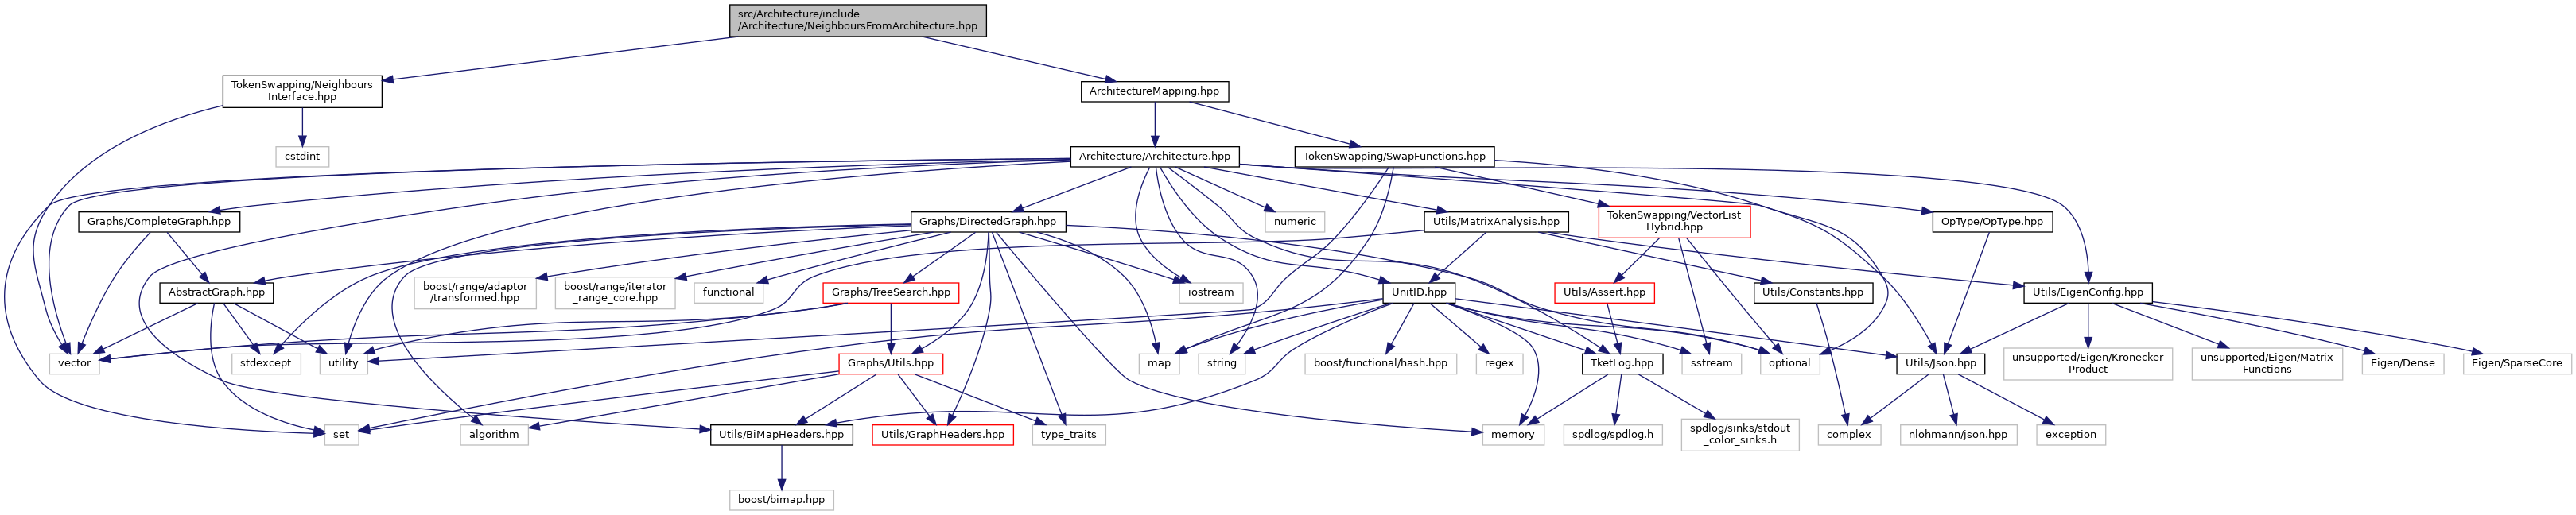 src/Architecture/include
/Architecture/NeighboursFromArchitecture.hpp
TokenSwapping/Neighbours
Interface.hpp
ArchitectureMapping.hpp
cstdint
Architecture/Architecture.hpp
TokenSwapping/SwapFunctions.hpp
Graphs/CompleteGraph.hpp
Graphs/DirectedGraph.hpp
numeric
Utils/MatrixAnalysis.hpp
TokenSwapping/VectorList
Hybrid.hpp
OpType/OpType.hpp
AbstractGraph.hpp
boost/range/adaptor
/transformed.hpp
boost/range/iterator
_range_core.hpp
functional
Graphs/TreeSearch.hpp
iostream
UnitID.hpp
Utils/Assert.hpp
Utils/Constants.hpp
Utils/EigenConfig.hpp
vector
stdexcept
utility
Graphs/Utils.hpp
map
string
boost/functional/hash.hpp
regex
TketLog.hpp
sstream
optional
Utils/Json.hpp
unsupported/Eigen/Kronecker
Product
unsupported/Eigen/Matrix
Functions
Eigen/Dense
Eigen/SparseCore
set
algorithm
Utils/BiMapHeaders.hpp
Utils/GraphHeaders.hpp
type_traits
memory
spdlog/spdlog.h
spdlog/sinks/stdout
_color_sinks.h
complex
nlohmann/json.hpp
exception
boost/bimap.hpp